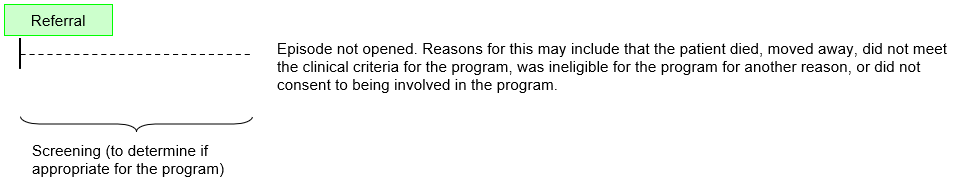 Referral
Episode not opened. Reasons for this may include that the patient died, moved away, did not meet
the clinical criteria for the program, was ineligible for the program for another reason, or did not
consent to being involved in the program.
Screening (to determine if
appropriate for the program)